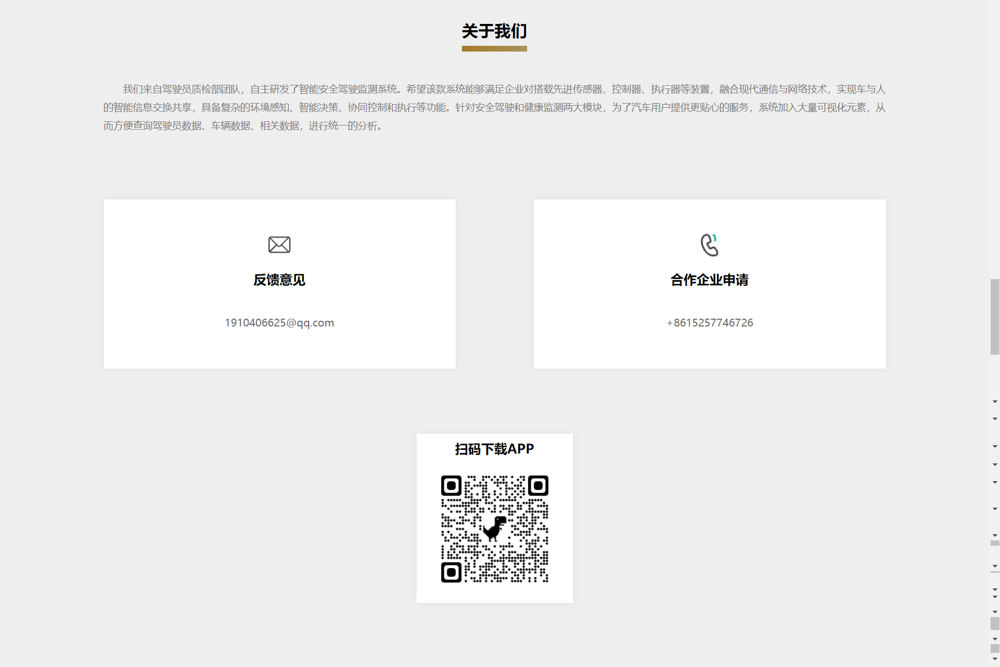 关于我们
我们来自驾驶员质检部团队，自主研发了智能安全驾驶监测系统。希望该款系统能够满足企业对搭载先进传感器、控制器、执行器等装置，融合现代通信与网络技术，实现车与人
的智能信息交换共享，具备复杂的环境感知、智能决策、协同控制和执行等功能。针对安全驾驶和健康监测两大模块，为了汽车用户提供更贴心的服务，系统加入大量可视化元素，从
而方便查询驾驶员数据、车辆数据、相关数据，进行统一的分析。
反馈意见
1910406625@qq.com
合作企业申请
+8615257746726
扫码下载APP